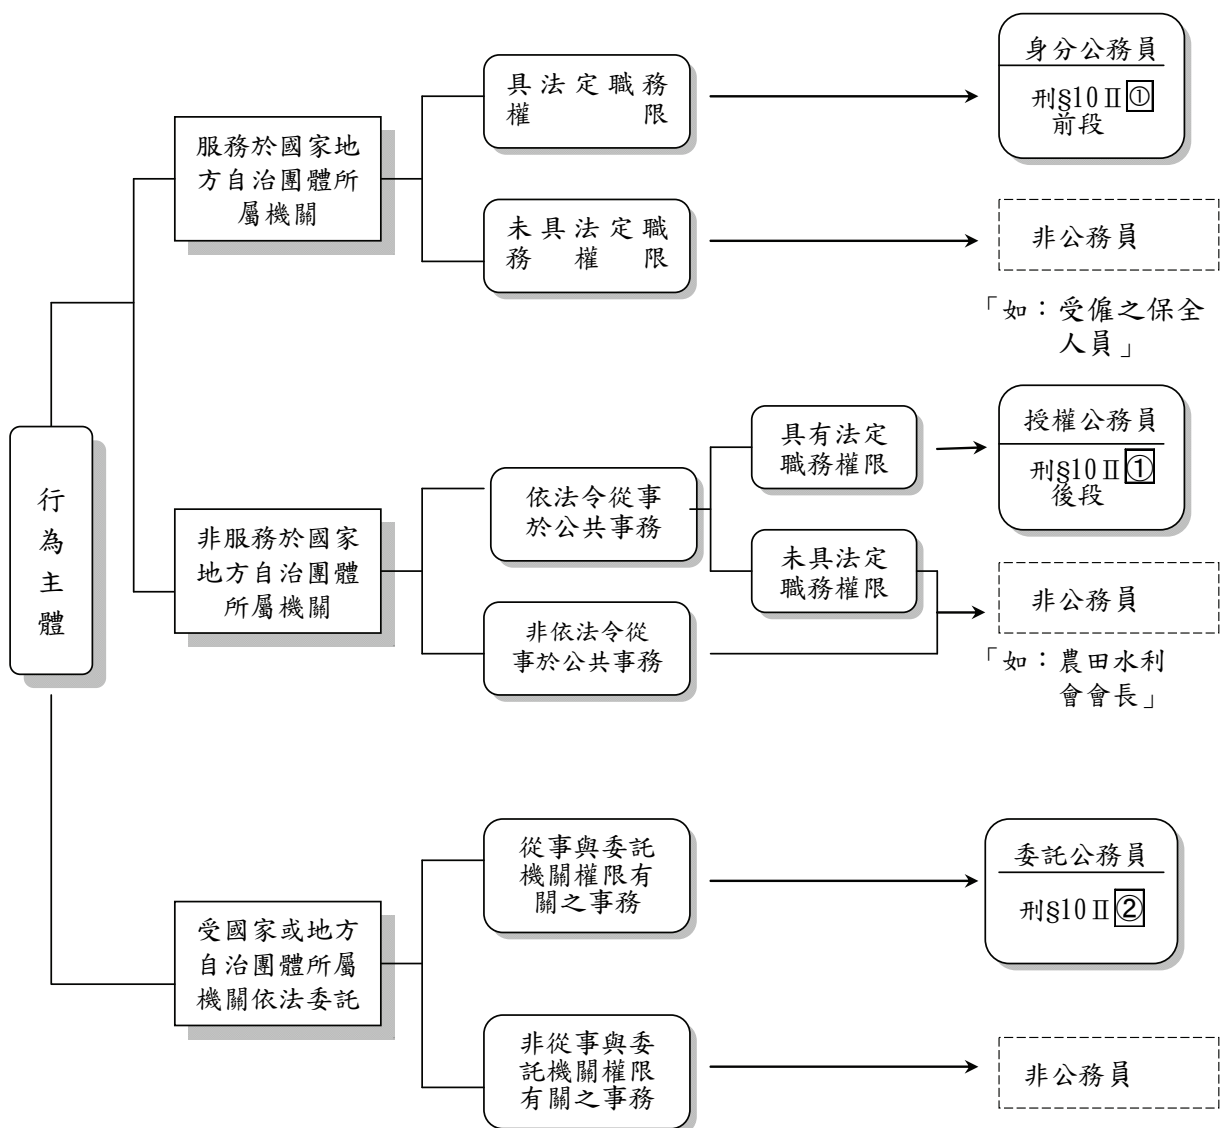 行
為
主
體
服務於國家地
方自治團體所
屬機關
具法定職務
權限
身分公務員
刑§10Ⅱ①
前段
未具法定職
務權限
非公務員
「如：受僱之保全
人員」
非服務於國家
地方自治團體
所屬機關
依法令從事
於公共事務
具有法定
職務權限
授權公務員
刑§10Ⅱ①
後段
未具法定
職務權限
非公務員
「如：農田水利
會會長」
非依法令從
事於公共事務
受國家或地方
自治團體所屬
機關依法委託
從事與委託
機關權限有
關之事務
委託公務員
刑§10Ⅱ②
非從事與委
託機關權限
有關之事務
非公務員